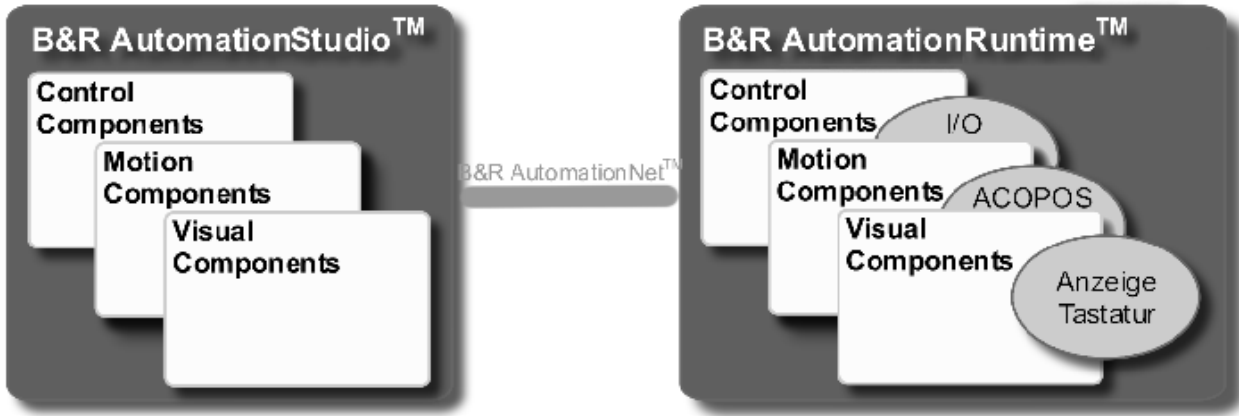 B&R AutomationStudio™
Control
Components
Motion
Components
Visual
Components
B&R AutomationNet™
B&R AutomationRuntime™
Control
Components
I/O
Motion
Components
ACOPOS
Visual
Components
Anzeige
Tastatur